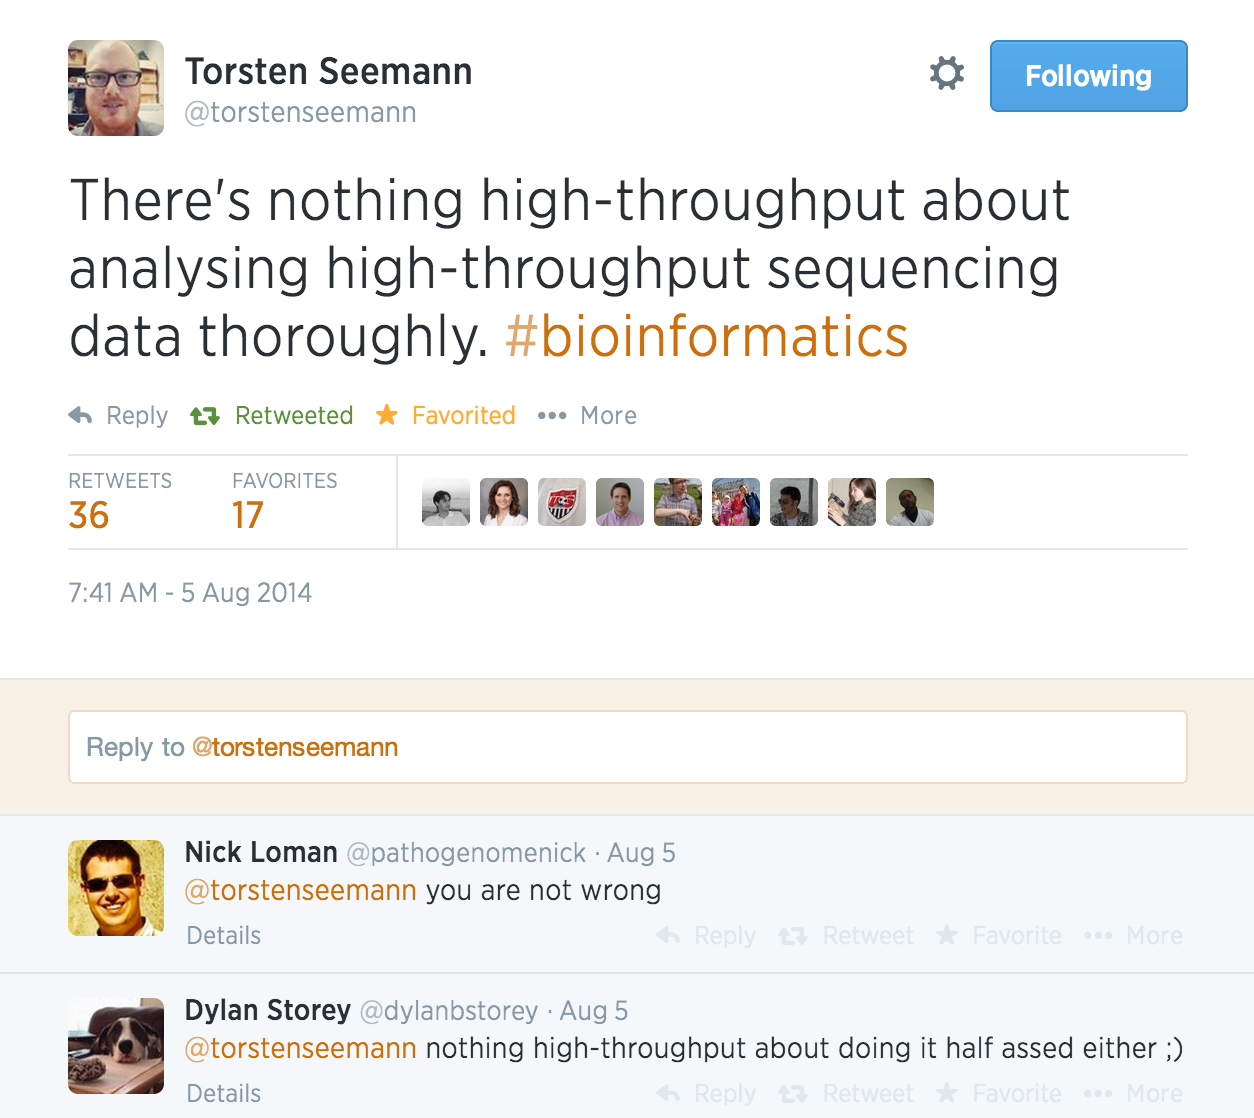 Torsten Seemann
@torstenseemann
Following
There's nothing high-throughput about
analysing high-throughput sequencing
data thoroughly. #bioinformatics
Reply Retweeted Favorited ••• More
RETWEETS FAVORITES
36 17
7:41 AM - 5 Aug 2014
Reply to @torstenseemann
Nick Loman @pathogenomenick · Aug 5
@torstenseemann you are not wrong
Details Reply Retweet Favorite ••• More
Dylan Storey @dylanbstorey · Aug 5
@torstenseemann nothing high-throughput about doing it half assed either ;)
Details Reply Retweet Favorite ••• More